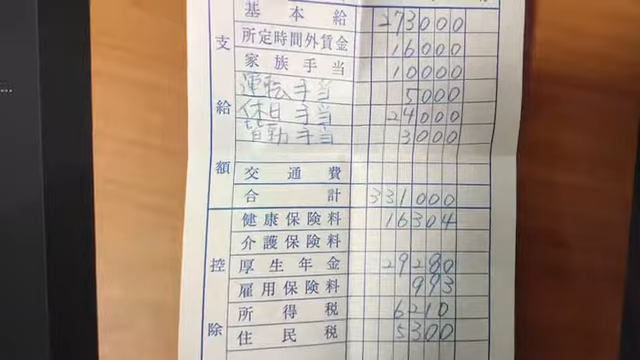 基本給 273000
所定時間外賃金 16000
家族手当 10000
運転手当 5000
休日手当 24000
皆勤手当 3000
支給額
交通費
合計 331000
健康保険料 16304
介護保険料
厚生年金 29280
雇用保険料 993
所得税 6210
住民税 5300
控除